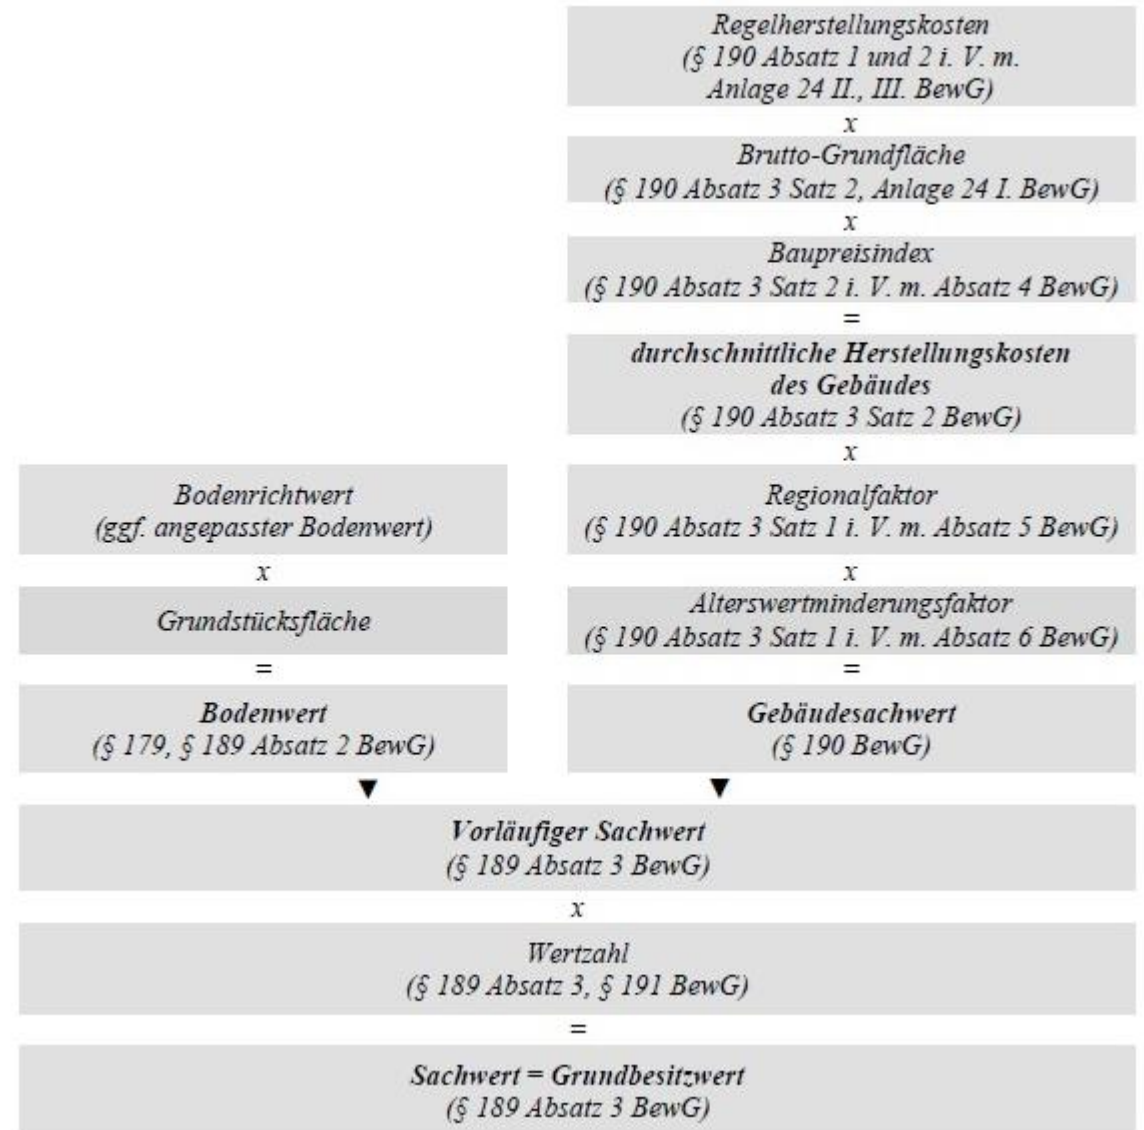 Regelherstellungskosten
(§ 190 Absatz 1 und 2 i. V. m.
Anlage 24 II., III. BewG)
x
Brutto-Grundfläche
(§ 190 Absatz 3 Satz 2, Anlage 24 I. BewG)
x
Baupreisindex
(§ 190 Absatz 3 Satz 2 i. V. m. Absatz 4 BewG)
=
durchschnittliche Herstellungskosten
des Gebäudes
(§ 190 Absatz 3 Satz 2 BewG)
x
Bodenrichtwert
(ggf. angepasster Bodenwert)
x
Grundstücksfläche
=
Bodenwert
(§ 179, § 189 Absatz 2 BewG)
Regionalfaktor
(§ 190 Absatz 3 Satz 1 i. V. m. Absatz 5 BewG)
x
Alterswertminderungsfaktor
(§ 190 Absatz 3 Satz 1 i. V. m. Absatz 6 BewG)
=
Gebäudesachwert
(§ 190 BewG)
▼ ▼
Vorläufiger Sachwert
(§ 189 Absatz 3 BewG)
x
Wertzahl
(§ 189 Absatz 3, § 191 BewG)
=
Sachwert = Grundbesitzwert
(§ 189 Absatz 3 BewG)